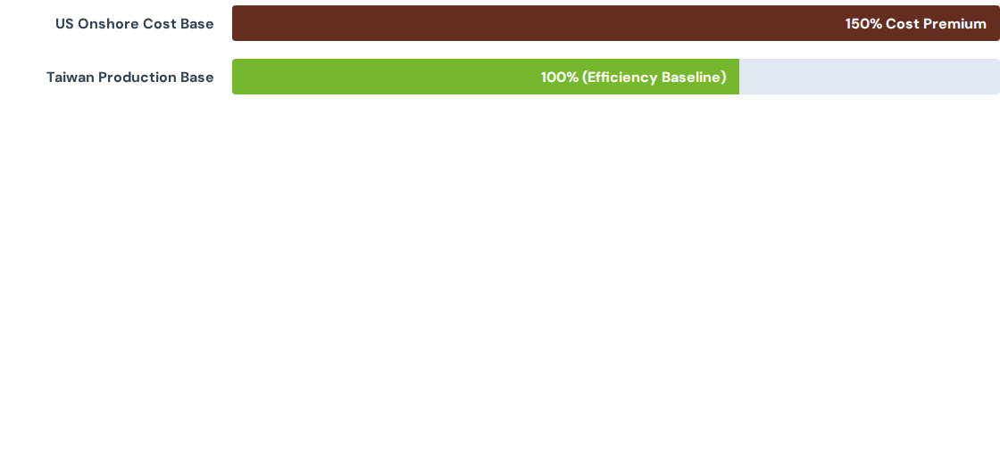 US Onshore Cost Base 150% Cost Premium
Taiwan Production Base 100% (Efficiency Baseline)